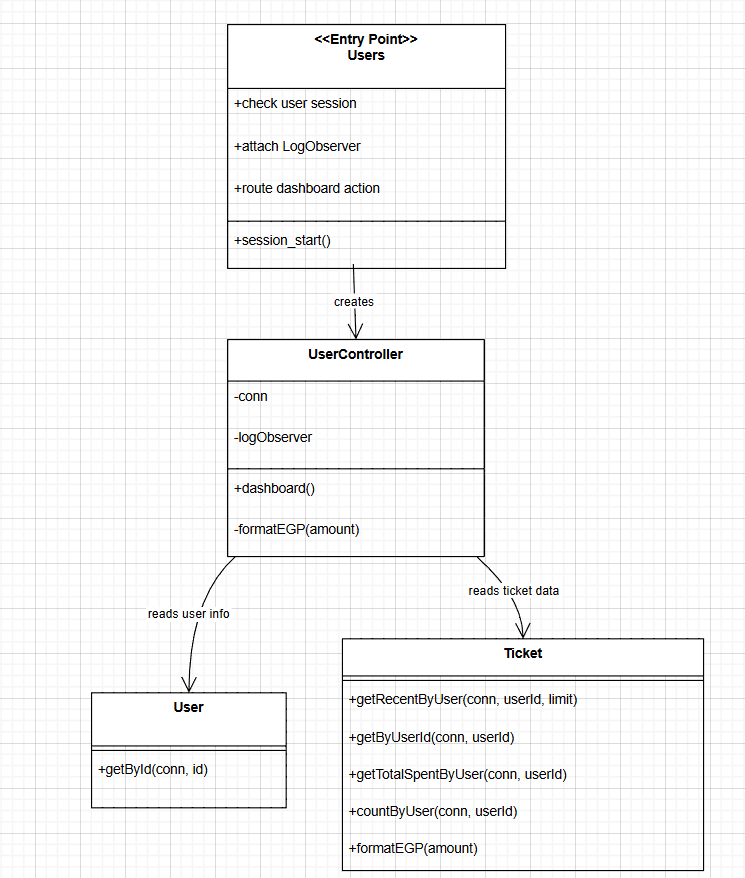 <<Entry Point>>
Users
+check user session
+attach LogObserver
+route dashboard action
+session_start()
creates
UserController
-conn
-logObserver
+dashboard()
-formatEGP(amount)
reads user info
reads ticket data
User
+getById(conn, id)
Ticket
+getRecentByUser(conn, userId, limit)
+getByUserId(conn, userId)
+getTotalSpentByUser(conn, userId)
+countByUser(conn, userId)
+formatEGP(amount)